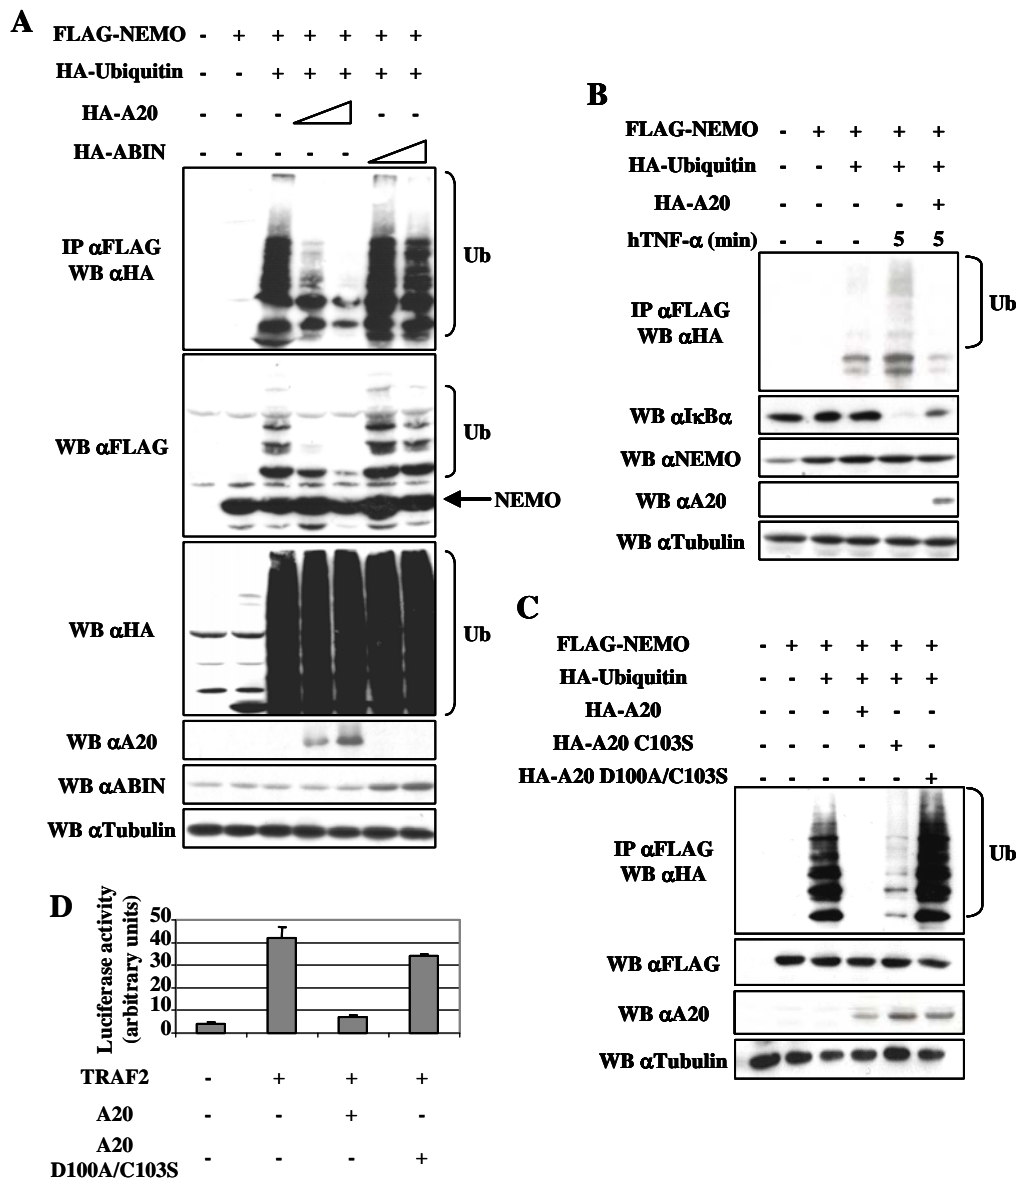 A
FLAG-NEMO - + + + + + +
HA-Ubiquitin - - + + + + +
HA-A20 - - - - -
HA-ABIN - - - - -
IP αFLAG
WB αHA
Ub
WB αFLAG
Ub
NEMO
WB αHA
Ub
WB αA20
WB αABIN
WB αTubulin
B
FLAG-NEMO - + + + +
HA-Ubiquitin - - + + +
HA-A20 - - - - +
hTNF-α (min) - - - 5 5
IP αFLAG
WB αHA
Ub
WB αIκBα
WB αNEMO
WB αA20
WB αTubulin
C
FLAG-NEMO - + + + + +
HA-Ubiquitin - - + + + +
HA-A20 - - - + - -
HA-A20 C103S - - - - + -
HA-A20 D100A/C103S - - - - - +
IP αFLAG
WB αHA
Ub
WB αFLAG
WB αA20
WB αTubulin
D
Luciferase activity
(arbitrary units)
50
40
30
20
10
0
TRAF2 - + + +
A20 - - + -
A20
D100A/C103S - - - +